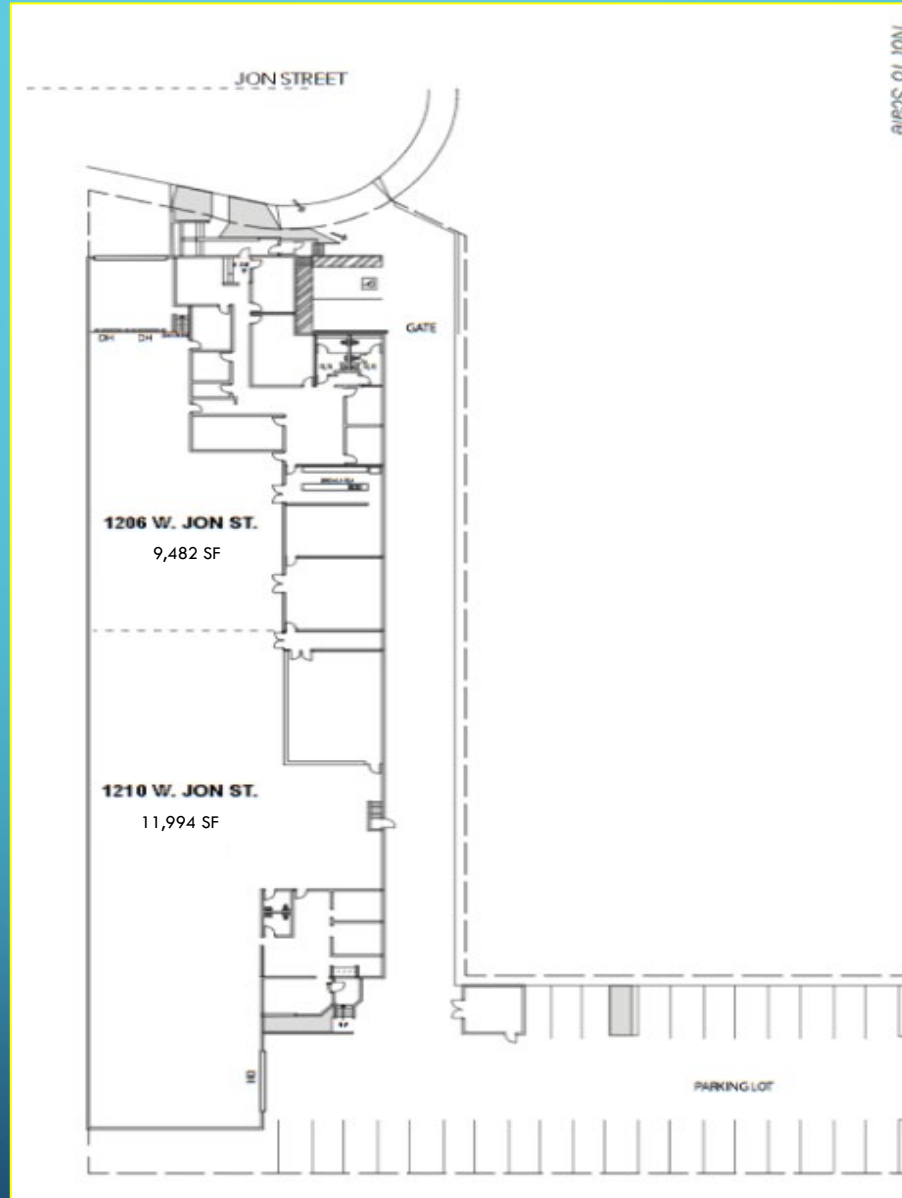 JON STREET
Not To Scale
DH DH
GATE
1206 W. JON ST.
9,482 SF
1210 W. JON ST.
11,994 SF
PARKING LOT